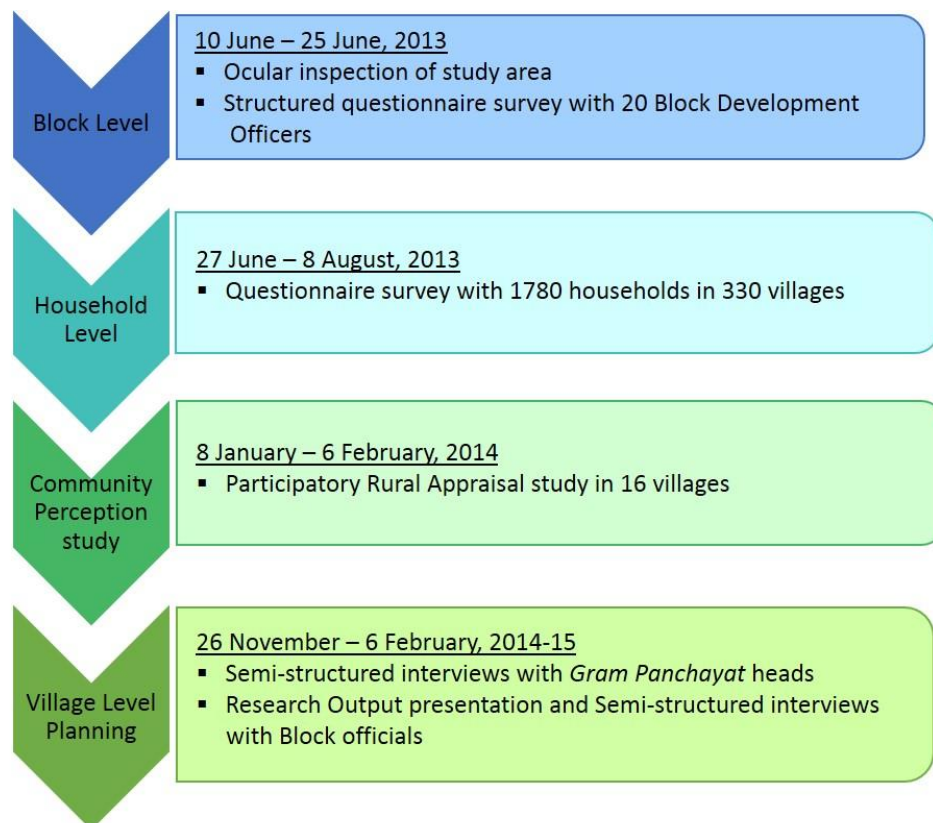 Block Level
10 June – 25 June, 2013
▪ Ocular inspection of study area
▪ Structured questionnaire survey with 20 Block Development
Officers
Household
Level
27 June – 8 August, 2013
▪ Questionnaire survey with 1780 households in 330 villages
Community
Perception
study
8 January – 6 February, 2014
▪ Participatory Rural Appraisal study in 16 villages
Village Level
Planning
26 November – 6 February, 2014-15
▪ Semi-structured interviews with Gram Panchayat heads
▪ Research Output presentation and Semi-structured interviews
with Block officials